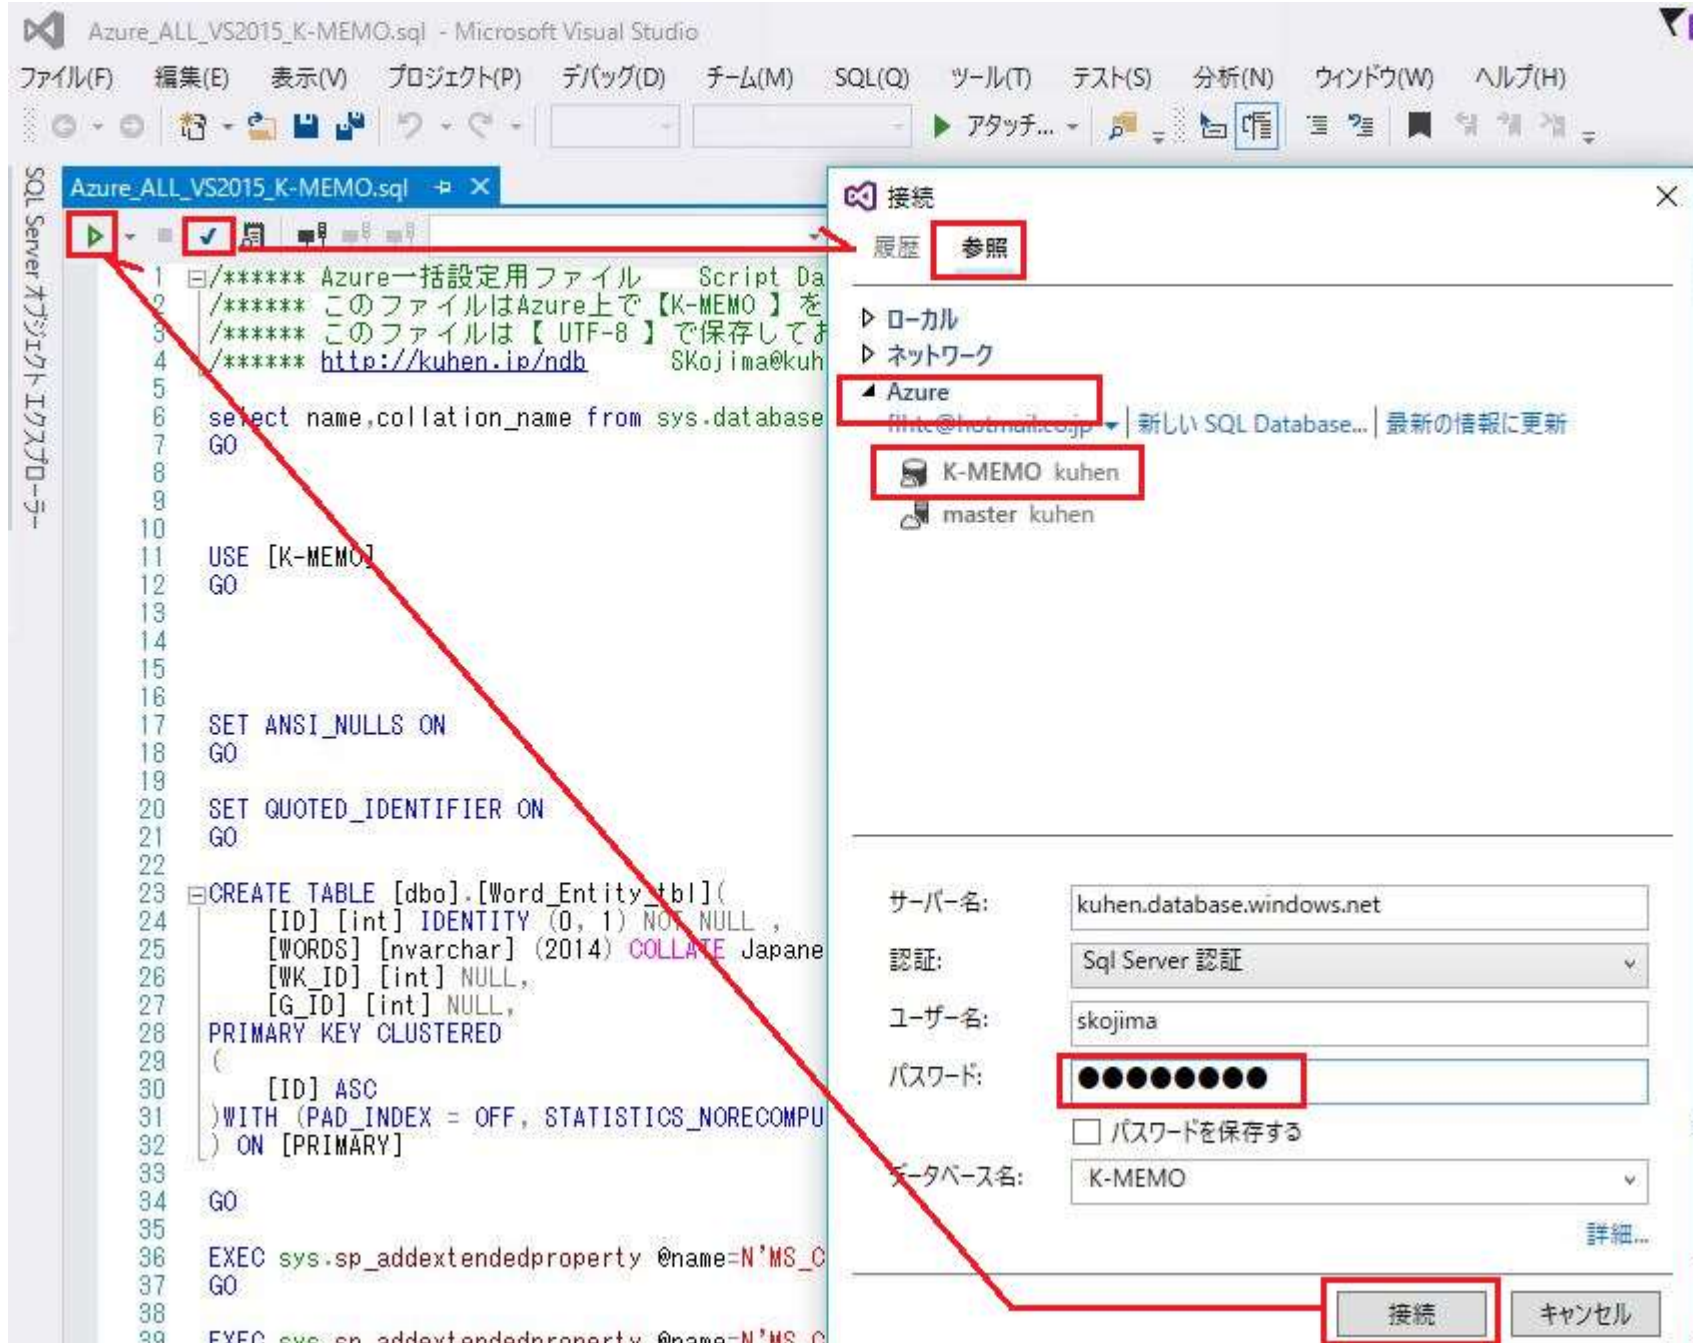 Azure_ALL_VS2015_K-MEMO.sql - Microsoft Visual Studio
ファイル(F) 編集(E) 表示(V) プロジェクト(P) デバッグ(D) チーム(M) SQL(Q) ツール(T) テスト(S) 分析(N) ウィンドウ(W) ヘルプ(H)
アタッチ...
SQL Server オブジェクト エクスプローラー
Azure_ALL_VS2015_K-MEMO.sql
1 /****** Azure一括設定用ファイル Script Da
2 /****** このファイルはAzure上で【K-MEMO 】を
3 /****** このファイルは【 UTF-8 】で保存してお
4 /****** http://kuhen.jp/ndb SKojima@kuh
5
6 select name,collation_name from sys.database
7 GO
8
9
10
11 USE [K-MEMO]
12 GO
13
14
15
16
17 SET ANSI_NULLS ON
18 GO
19
20 SET QUOTED_IDENTIFIER ON
21 GO
22
23 CREATE TABLE [dbo].[Word_Entity_tbl](
24 [ID] [int] IDENTITY (0, 1) NOT NULL ,
25 [WORDS] [nvarchar] (2014) COLLATE Japane
26 [WK_ID] [int] NULL,
27 [G_ID] [int] NULL,
28 PRIMARY KEY CLUSTERED
29 (
30 [ID] ASC
31 )WITH (PAD_INDEX = OFF, STATISTICS_NORECOMPU
32 ) ON [PRIMARY]
33
34 GO
35
36 EXEC sys.sp_addextendedproperty @name=N'MS_C
37 GO
38
39 EXEC sys.sp_addextendedproperty @name=N'MS_C
接続
履歴 参照
ローカル
ネットワーク
Azure
@hotmail.co.jp 新しい SQL Database... 最新の情報に更新
K-MEMO kuhen
master kuhen
サーバー名: kuhen.database.windows.net
認証: Sql Server 認証
ユーザー名: skojima
パスワード: ●●●●●●●●
パスワードを保存する
データベース名: K-MEMO
詳細...
接続 キャンセル